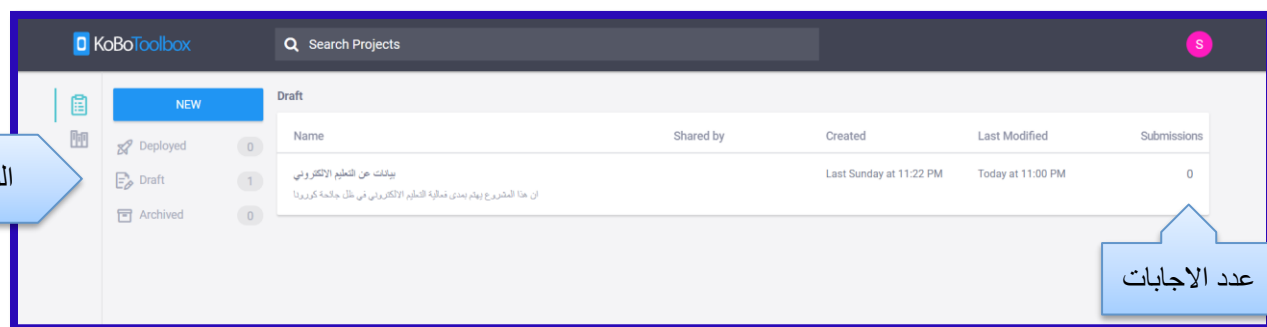 KoBoToolbox
Search Projects
S
NEW
Draft
Name
Shared by
Created
Last Modified
Submissions
Deployed
0
Draft
1
Archived
0
بيانات عن التعليم الالكتروني
Last Sunday at 11:22 PM
Today at 11:00 PM
0
ان هذا المشروع يهتم بمدى فعالية التعليم الالكتروني في ظل جائحة كورونا
عدد الاجابات